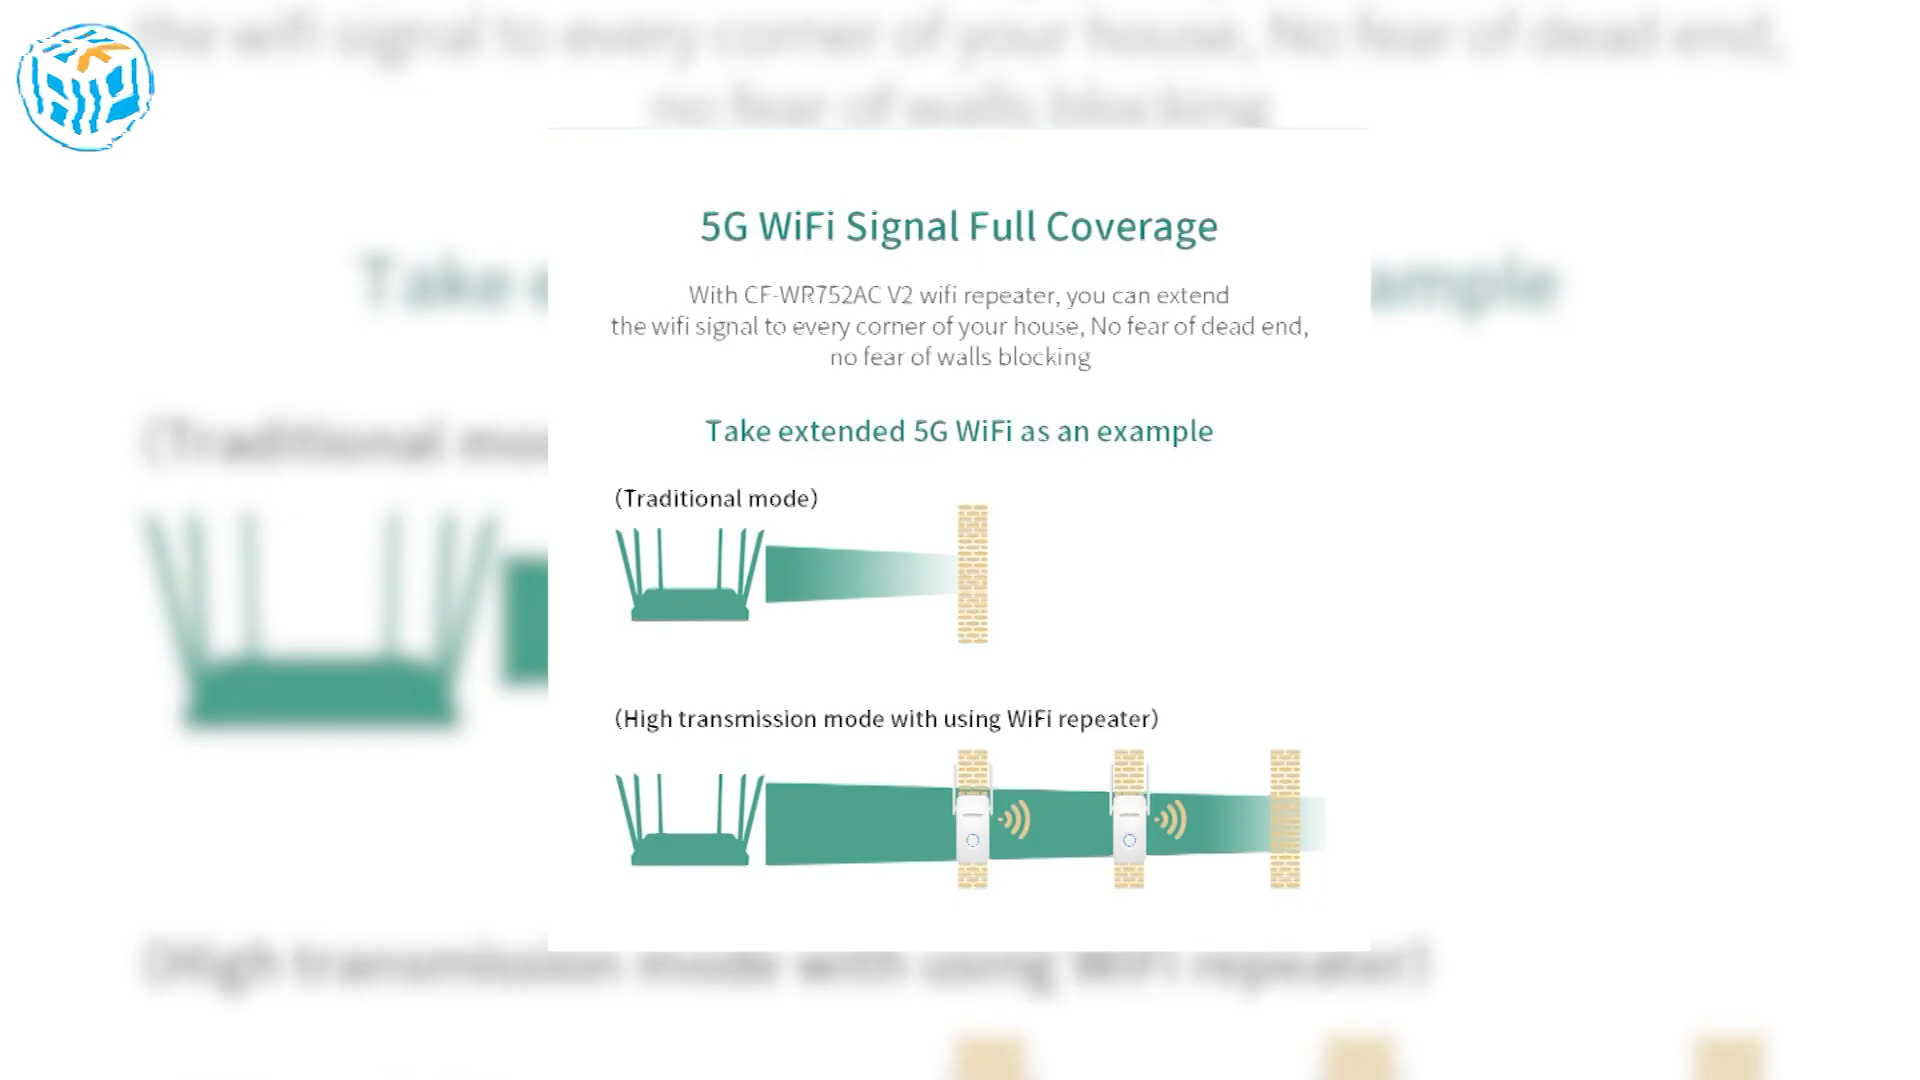 5G WiFi Signal Full Coverage
With CF-WR752AC V2 wifi repeater, you can extend
the wifi signal to every corner of your house, No fear of dead end,
no fear of walls blocking
Take extended 5G WiFi as an example
(Traditional mode)
(High transmission mode with using WiFi repeater)